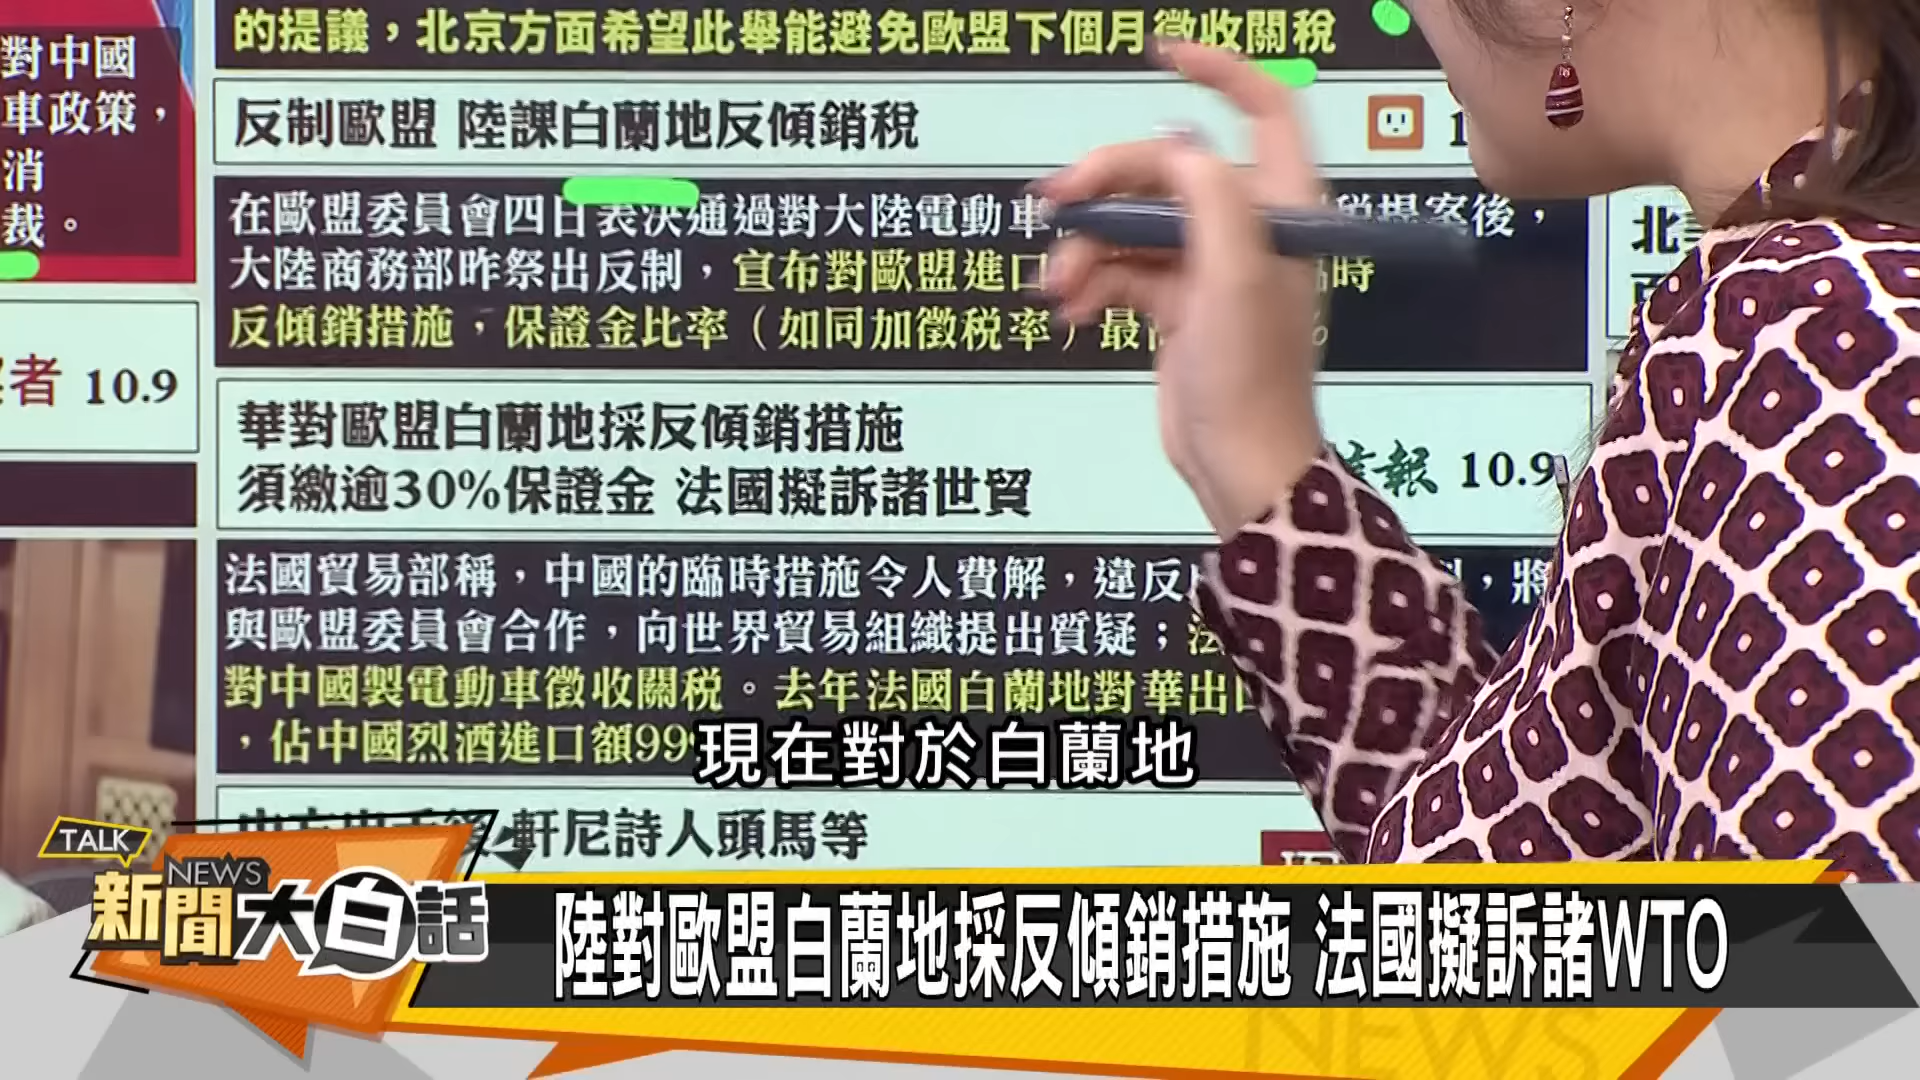 對中國
車政策，
消
裁。
者 10.9
的提議，北京方面希望此舉能避免歐盟下個月徵收關稅
反制歐盟 陸課白蘭地反傾銷稅
在歐盟委員會四日表決通過對大陸電動車 稅提案後，
大陸商務部昨祭出反制，宣布對歐盟進口 臨時
反傾銷措施，保證金比率（如同加徵稅率）最
華對歐盟白蘭地採反傾銷措施
須繳逾30%保證金 法國擬訴諸世貿
信報 10.9
法國貿易部稱，中國的臨時措施令人費解，違反 ，將
與歐盟委員會合作，向世界貿易組織提出質疑；法
對中國製電動車徵收關稅。去年法國白蘭地對華出口
，佔中國烈酒進口額99
軒尼詩人頭馬等
北
現在對於白蘭地
TALK
NEWS
新聞大白話
陸對歐盟白蘭地採反傾銷措施 法國擬訴諸WTO
NEWS